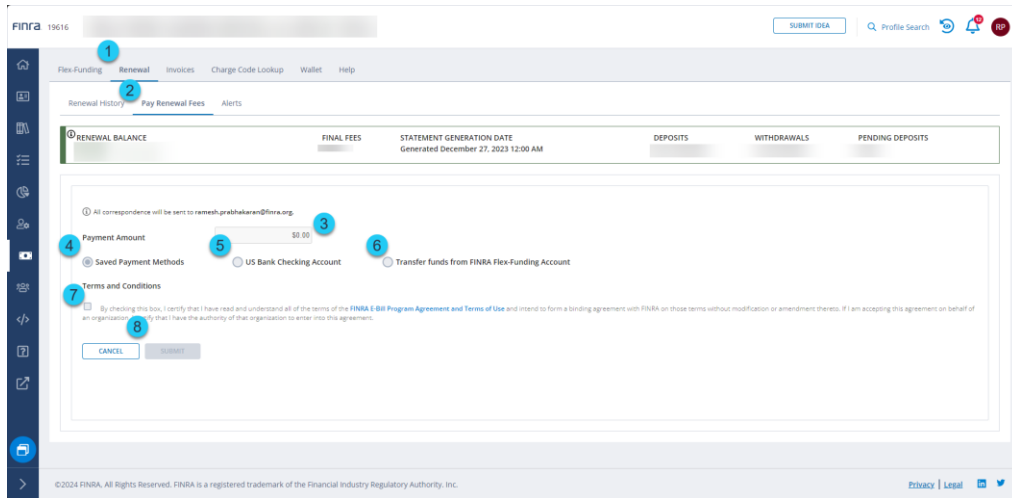 FINra 19616 SUBMIT IDEA Profile Search 12 RP
1
Flex-Funding Renewal Invoices Charge Code Lookup Wallet Help
2
Renewal History Pay Renewal Fees Alerts
RENEWAL BALANCE FINAL FEES STATEMENT GENERATION DATE DEPOSITS WITHDRAWALS PENDING DEPOSITS
Generated December 27, 2023 12:00 AM
All correspondence will be sent to ramesh.prabhakaran@finra.org.
3
Payment Amount $0.00
4 5 6
Saved Payment Methods US Bank Checking Account Transfer funds from FINRA Flex-Funding Account
Terms and Conditions
7
By checking this box, I certify that I have read and understand all of the terms of the FINRA E-Bill Program Agreement and Terms of Use and intend to form a binding agreement with FINRA on those terms without modification or amendment thereto. If I am accepting this agreement on behalf of
an organization, certify that I have the authority of that organization to enter into this agreement.
8
CANCEL SUBMIT
©2024 FINRA. All Rights Reserved. FINRA is a registered trademark of the Financial Industry Regulatory Authority. Inc. Privacy | Legal in